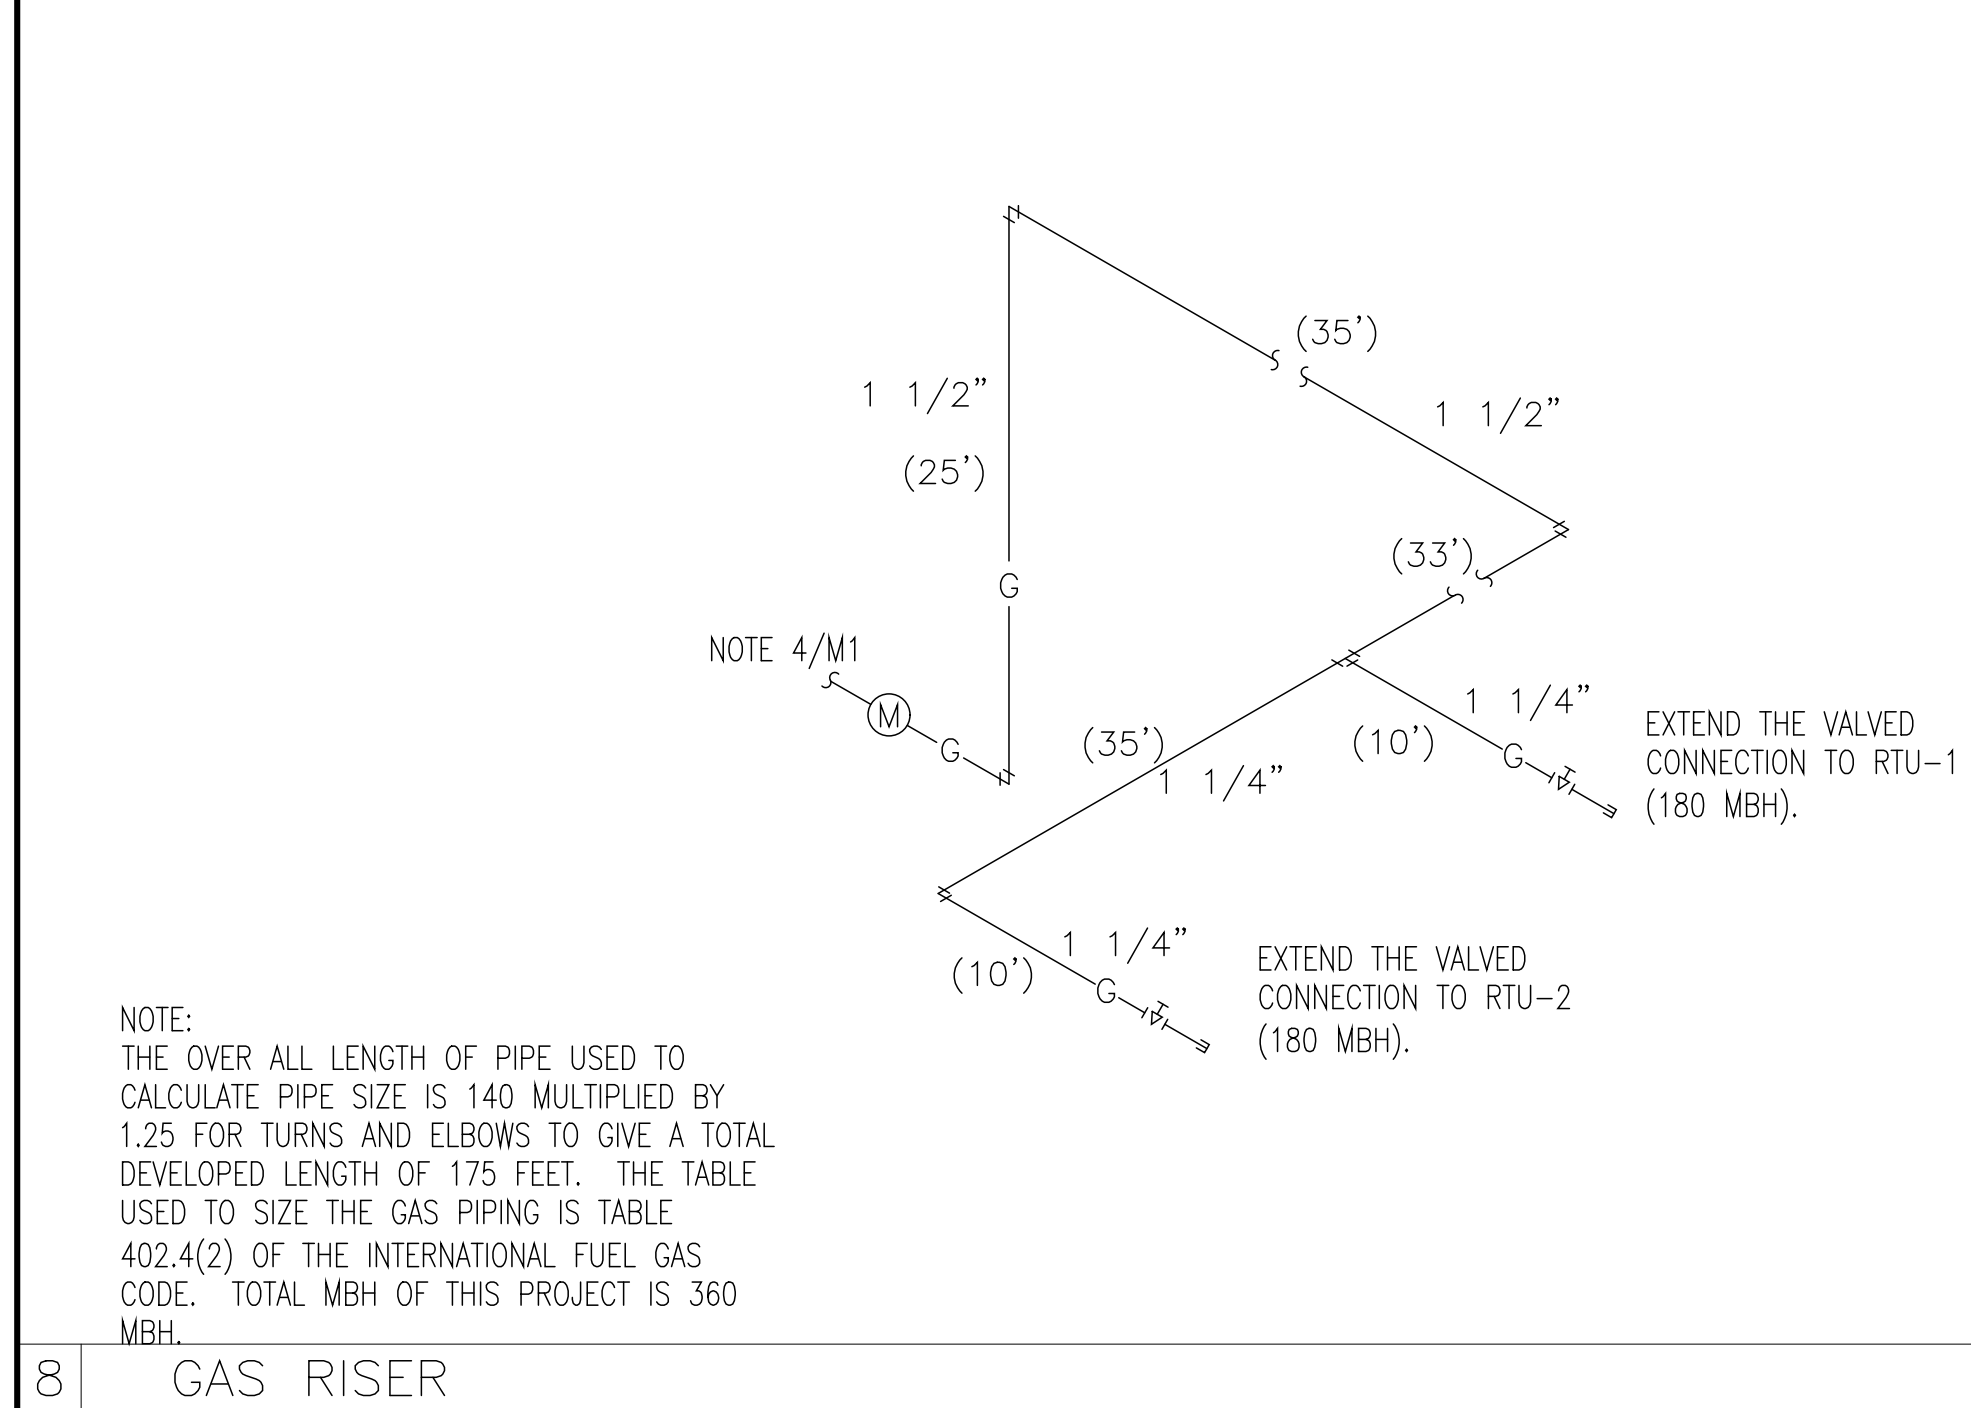 (35')
1 1/2"
1 1/2"
(25')
(33')
G
NOTE 4/M1
M
G
1 1/4"
(10')
G
EXTEND THE VALVED
CONNECTION TO RTU-1
(180 MBH).
(35')
1 1/4"
1 1/4"
(10')
G
EXTEND THE VALVED
CONNECTION TO RTU-2
(180 MBH).
NOTE:
THE OVER ALL LENGTH OF PIPE USED TO
CALCULATE PIPE SIZE IS 140 MULTIPLIED BY
1.25 FOR TURNS AND ELBOWS TO GIVE A TOTAL
DEVELOPED LENGTH OF 175 FEET. THE TABLE
USED TO SIZE THE GAS PIPING IS TABLE
402.4(2) OF THE INTERNATIONAL FUEL GAS
CODE. TOTAL MBH OF THIS PROJECT IS 360
MBH.
8 GAS RISER